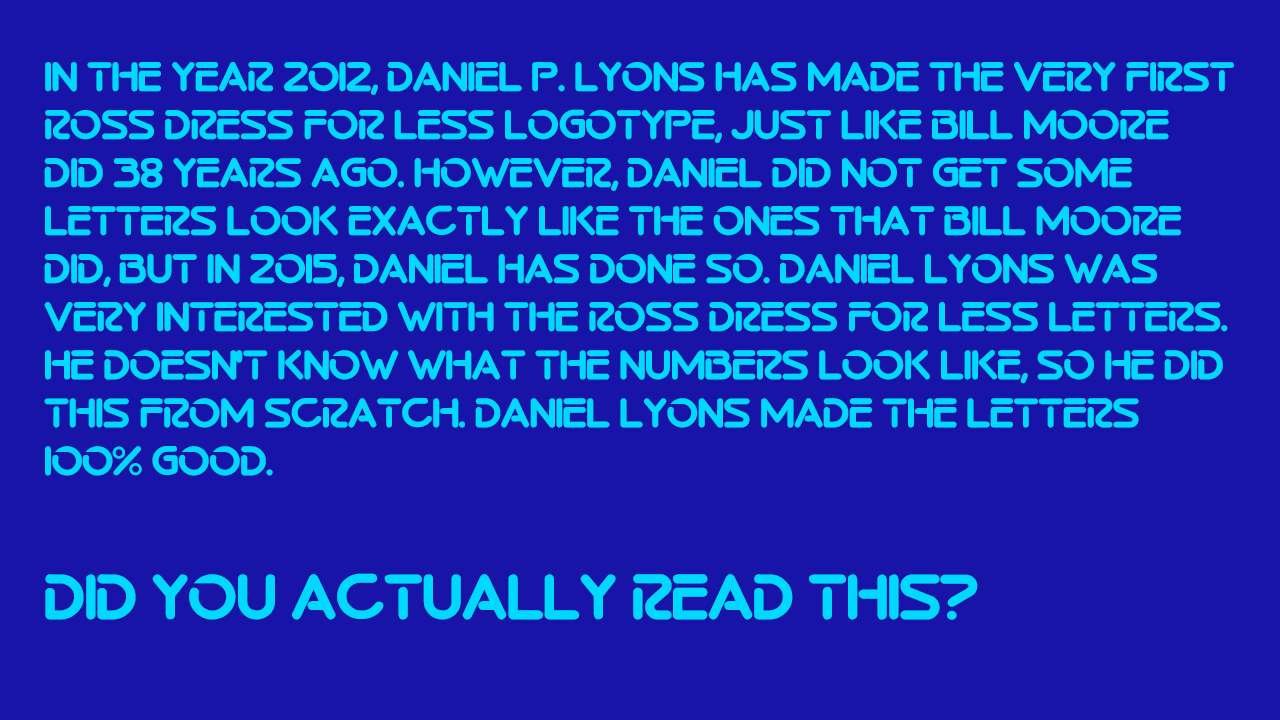 IN THE YEAR 2012, DANIEL P. LYONS HAS MADE THE VERY FIRST
ROSS DRESS FOR LESS LOGOTYPE, JUST LIKE BILL MOORE
DID 38 YEARS AGO. HOWEVER, DANIEL DID NOT GET SOME
LETTERS LOOK EXACTLY LIKE THE ONES THAT BILL MOORE
DID, BUT IN 2015, DANIEL HAS DONE SO. DANIEL LYONS WAS
VERY INTERESTED WITH THE ROSS DRESS FOR LESS LETTERS.
HE DOESN'T KNOW WHAT THE NUMBERS LOOK LIKE, SO HE DID
THIS FROM SCRATCH. DANIEL LYONS MADE THE LETTERS
100% GOOD.
DID YOU ACTUALLY READ THIS?